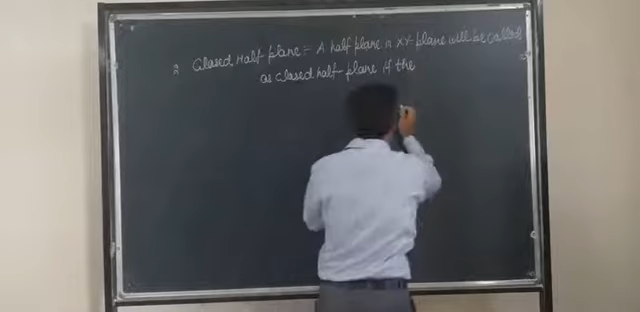 Closed Half plane :- A half plane in XY-plane will be called
as closed half-plane if the